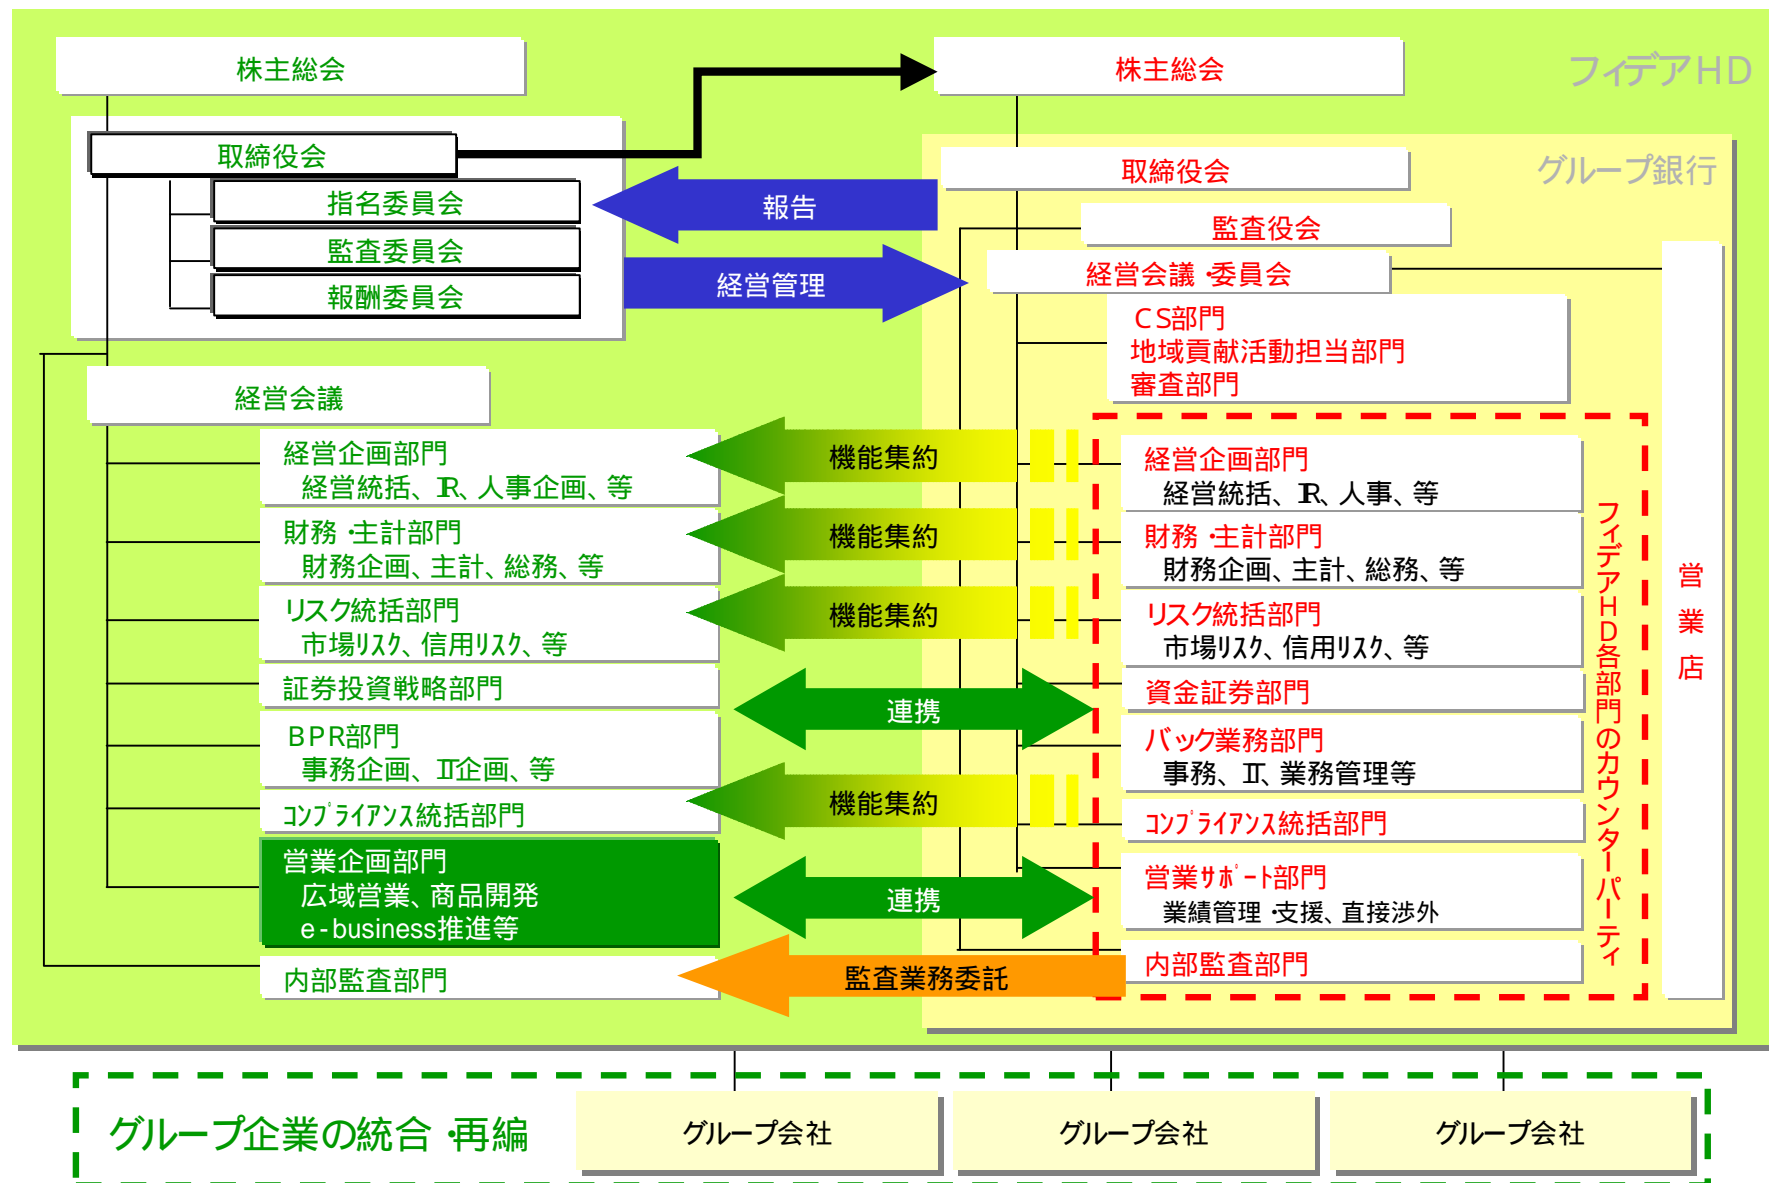 フィデアHD
株主総会
取締役会
指名委員会
監査委員会
報酬委員会
経営会議
経営企画部門
経営統括、IR、人事企画、等
財務・主計部門
財務企画、主計、総務、等
リスク統括部門
市場ﾘｽｸ、信用ﾘｽｸ、等
証券投資戦略部門
BPR部門
事務企画、IT企画、等
ｺﾝﾌﾟﾗｲｱﾝｽ統括部門
営業企画部門
広域営業、商品開発
e-business推進等
内部監査部門
報告
経営管理
機能集約
機能集約
機能集約
連携
機能集約
連携
監査業務委託
グループ銀行
株主総会
取締役会
監査役会
経営会議・委員会
CS部門
地域貢献活動担当部門
審査部門
経営企画部門
経営統括、IR、人事、等
財務・主計部門
財務企画、主計、総務、等
リスク統括部門
市場ﾘｽｸ、信用ﾘｽｸ、等
資金証券部門
バック業務部門
事務、IT、業務管理等
ｺﾝﾌﾟﾗｲｱﾝｽ統括部門
営業ｻﾎﾟｰﾄ部門
業績管理・支援、直接渉外
内部監査部門
フィデアHD各部門のカウンターパーティ
営業店
グループ企業の統合・再編
グループ会社
グループ会社
グループ会社